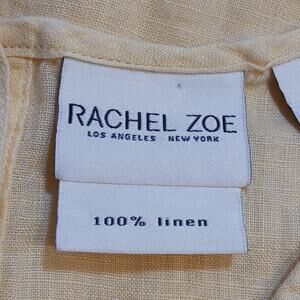 RACHEL ZOE
LOS ANGELES NEW YORK
100% linen